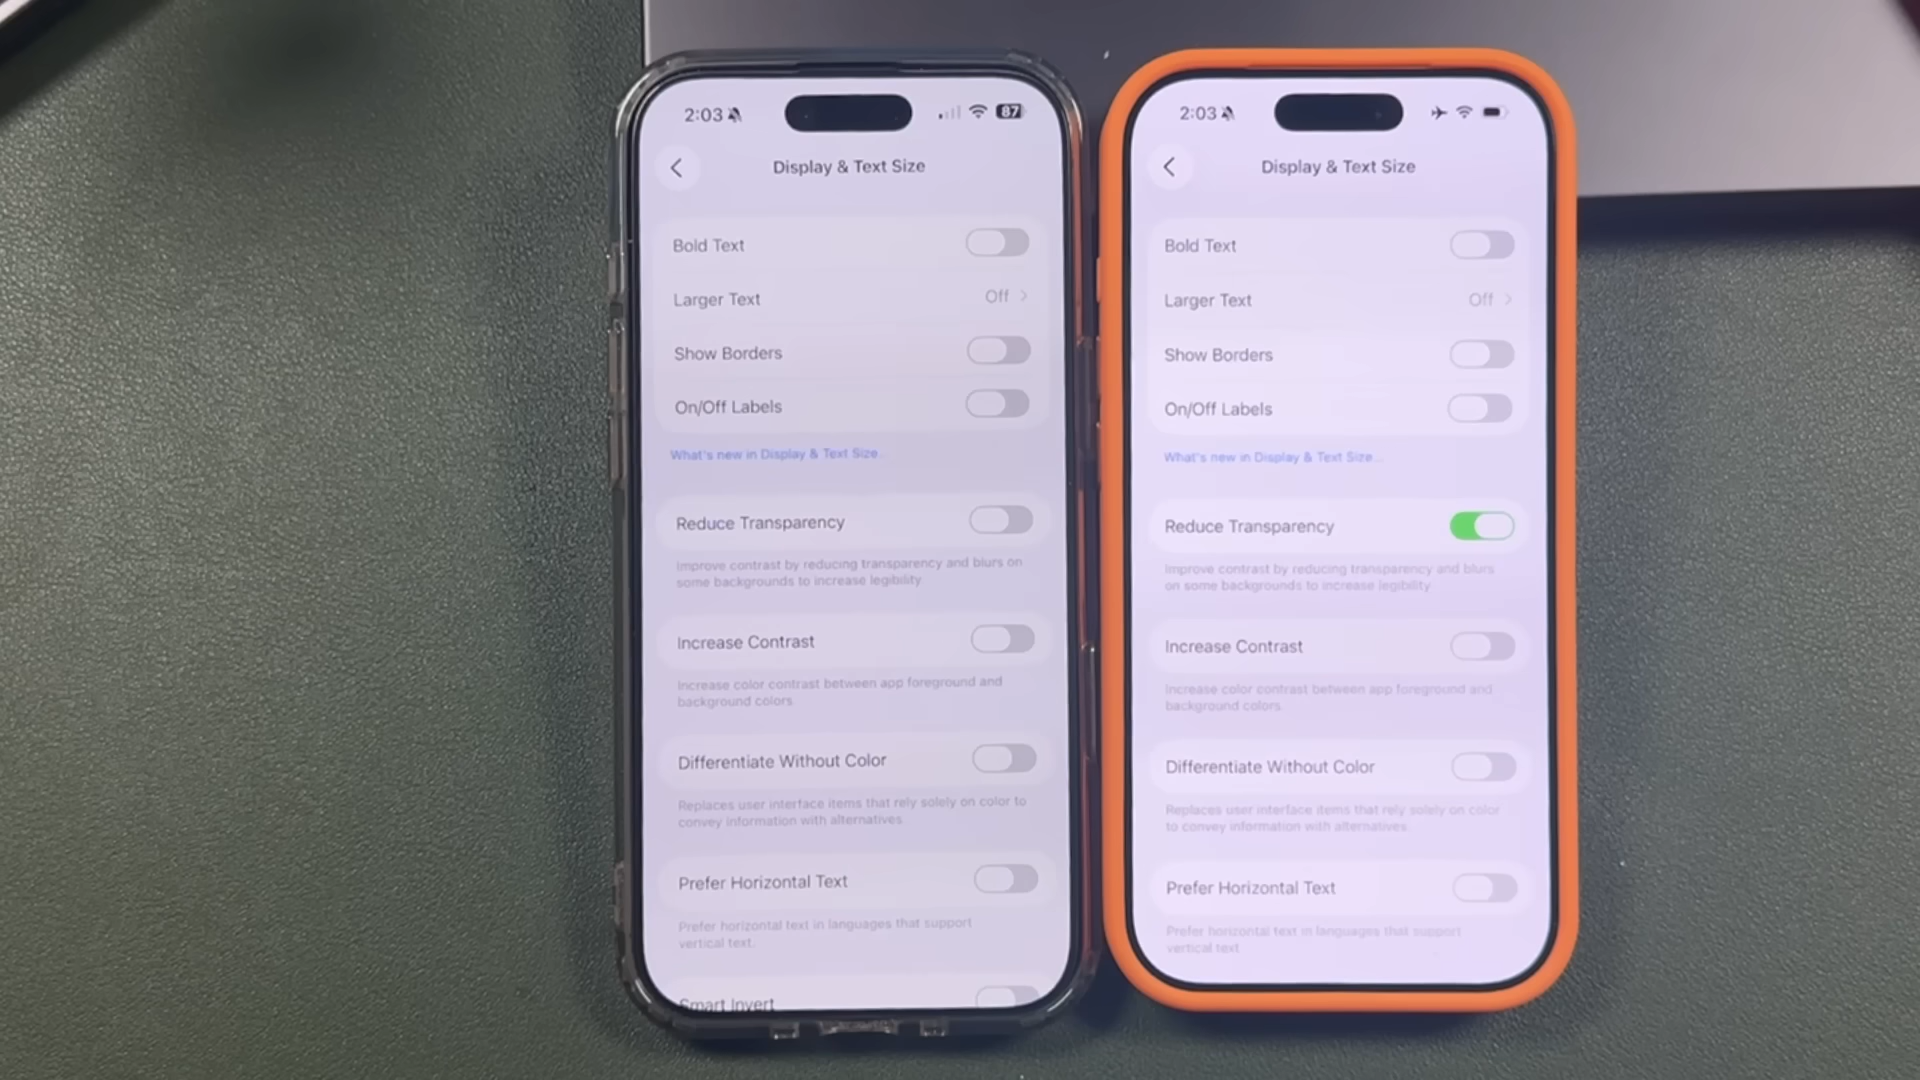 2:03
87
Display & Text Size
Bold Text
Larger Text Off
Show Borders
On/Off Labels
What's new in Display & Text Size...
Reduce Transparency
Improve contrast by reducing transparency and blurs on
some backgrounds to increase legibility.
Increase Contrast
Increase color contrast between app foreground and
background colors.
Differentiate Without Color
Replaces user interface items that rely solely on color to
convey information with alternatives.
Prefer Horizontal Text
Prefer horizontal text in languages that support
vertical text.
Smart Invert
2:03
Display & Text Size
Bold Text
Larger Text Off
Show Borders
On/Off Labels
What's new in Display & Text Size...
Reduce Transparency
Improve contrast by reducing transparency and blurs
on some backgrounds to increase legibility.
Increase Contrast
Increase color contrast between app foreground and
background colors.
Differentiate Without Color
Replaces user interface items that rely solely on color
to convey information with alternatives.
Prefer Horizontal Text
Prefer horizontal text in languages that support
vertical text.